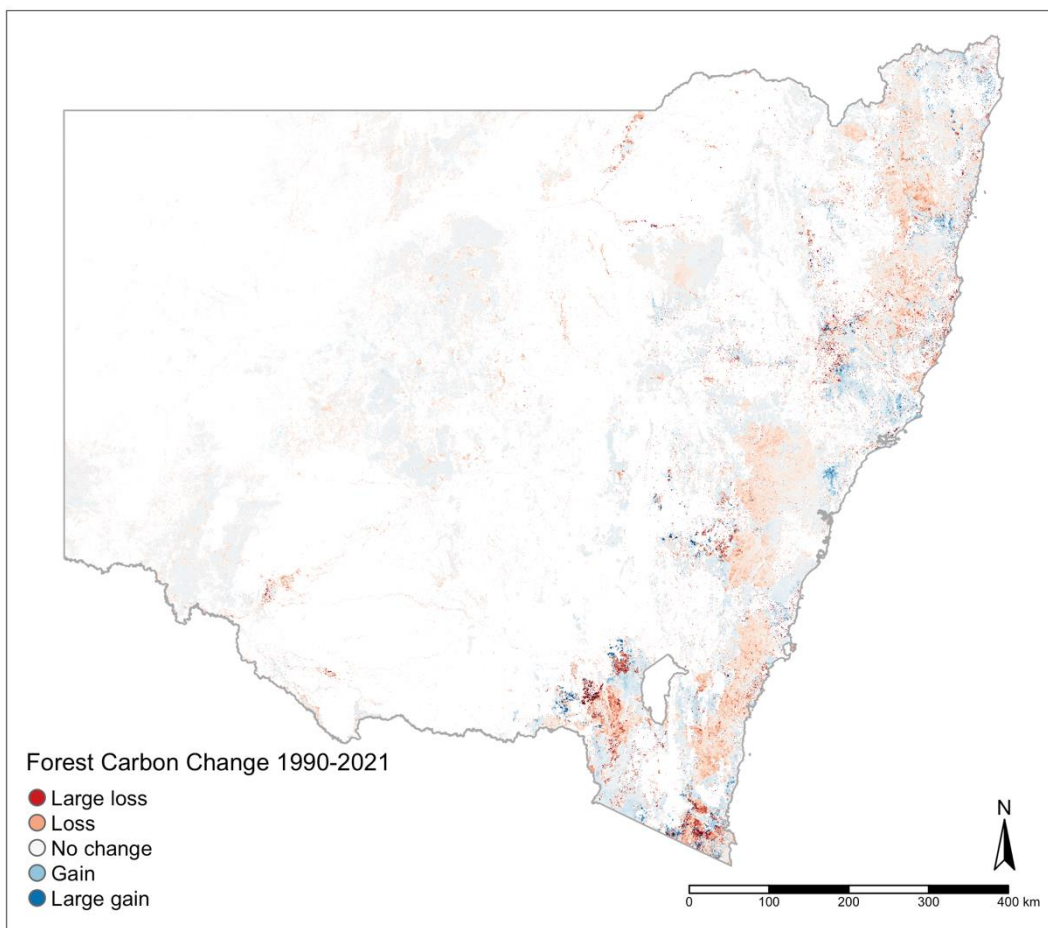 Forest Carbon Change 1990-2021
Large loss
Loss
No change
Gain
Large gain
N
0 100 200 300 400 km